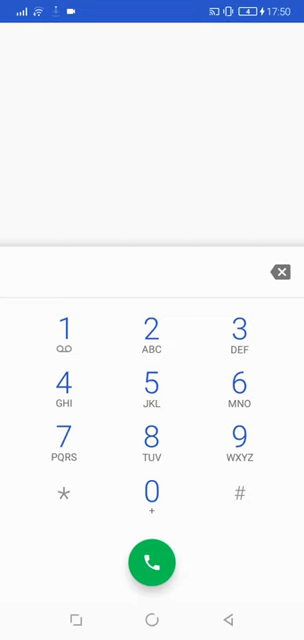 4 17:50
1 2 3
ABC DEF
4 5 6
GHI JKL MNO
7 8 9
PQRS TUV WXYZ
* 0 #
+